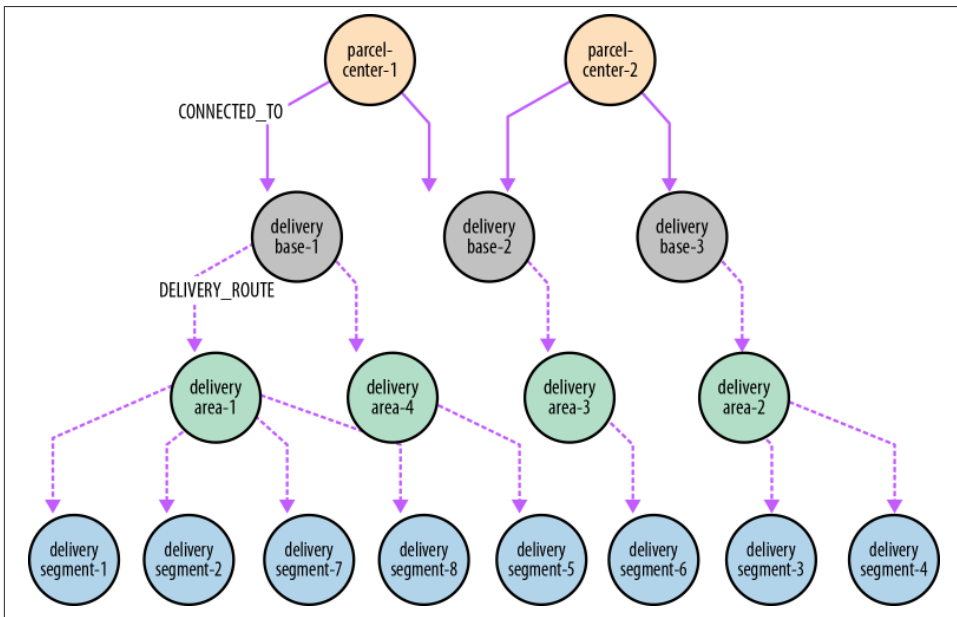 parcel-
center-1
parcel-
center-2
CONNECTED_TO
delivery
base-1
delivery
base-2
delivery
base-3
DELIVERY_ROUTE
delivery
area-1
delivery
area-4
delivery
area-3
delivery
area-2
delivery
segment-1
delivery
segment-2
delivery
segment-7
delivery
segment-8
delivery
segment-5
delivery
segment-6
delivery
segment-3
delivery
segment-4